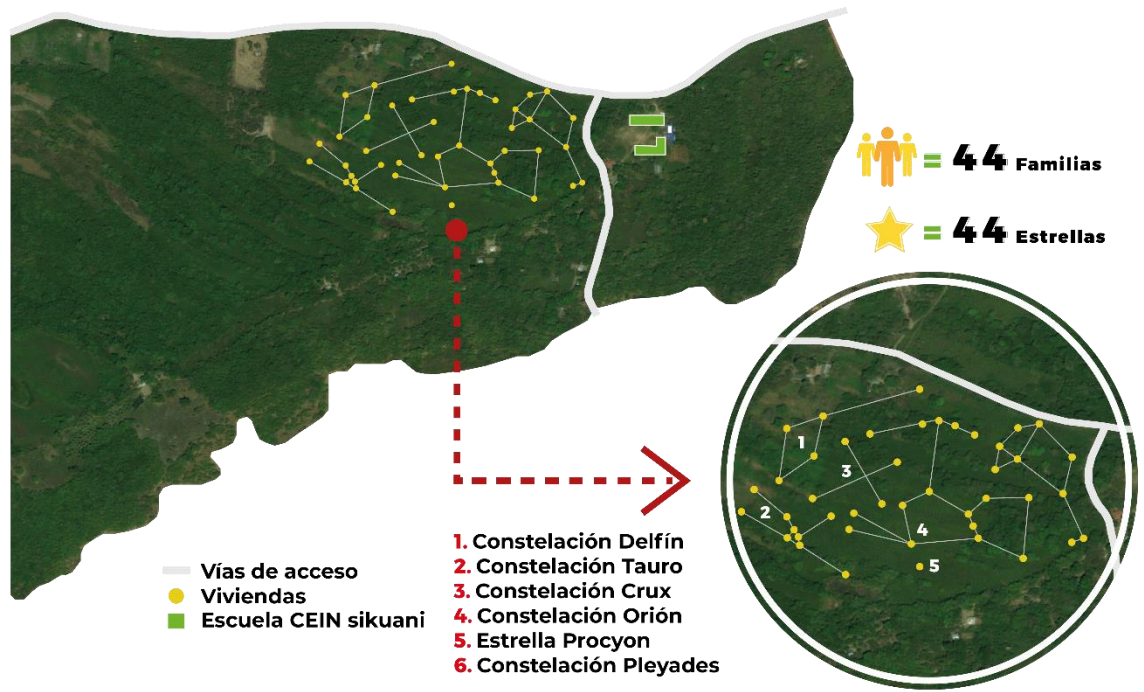 = 44 Familias
= 44 Estrellas
1
2
3
4
5
1. Constelación Delfín
2. Constelación Tauro
3. Constelación Crux
4. Constelación Orión
5. Estrella Procyon
6. Constelación Pleyades
Vías de acceso
Viviendas
Escuela CEIN sikuani